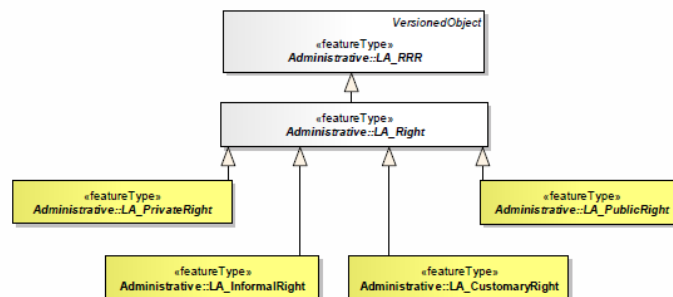 VersionedObject
«featureType»
Administrative::LA_RRR
«featureType»
Administrative::LA_Right
«featureType»
Administrative::LA_PrivateRight
«featureType»
Administrative::LA_PublicRight
«featureType»
Administrative::LA_InformalRight
«featureType»
Administrative::LA_CustomaryRight